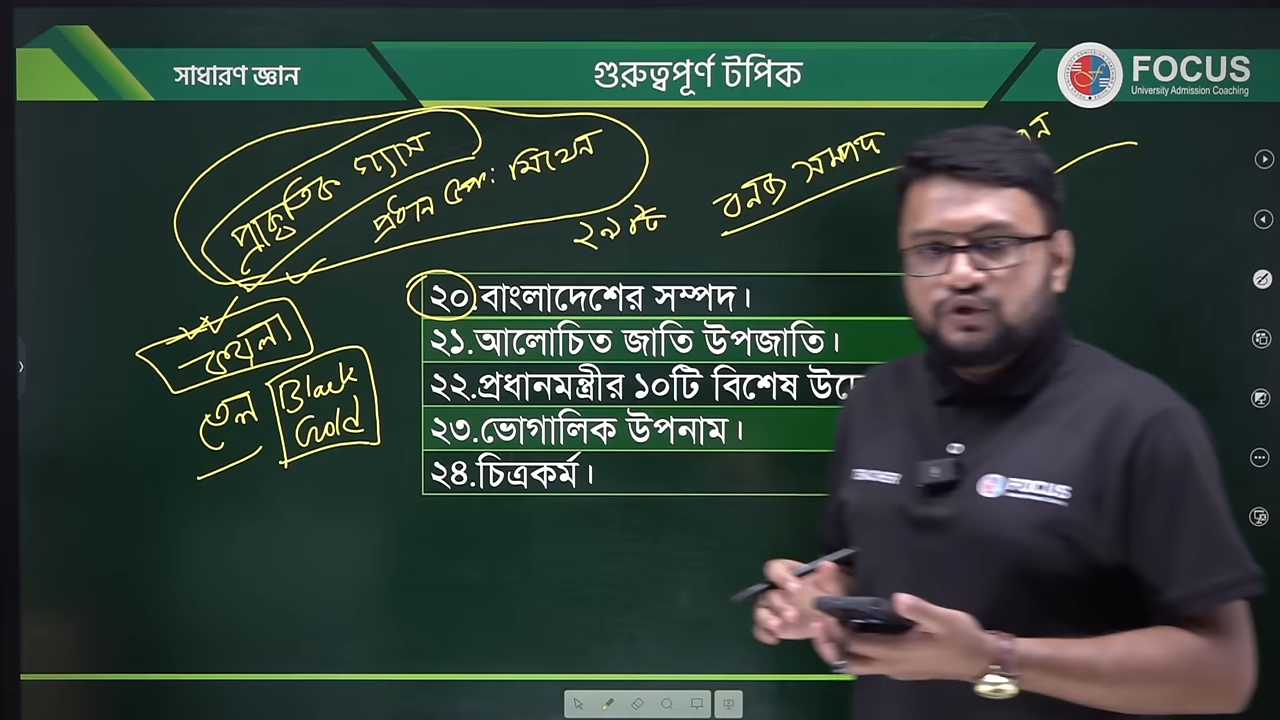 সাধারণ জ্ঞান
গুরুত্বপূর্ণ টপিক
FOCUS
University Admission Coaching
প্রাকৃতিক গ্যাস
প্রধান উপা: মিথেন
২৯টি
বনজ সম্পদ
কয়লা
তেল
Black
Gold
২০.বাংলাদেশের সম্পদ।
২১.আলোচিত জাতি উপজাতি।
২২.প্রধানমন্ত্রীর ১০টি বিশেষ
২৩.ভোগালিক উপনাম।
২৪.চিত্রকর্ম।
FOCUS